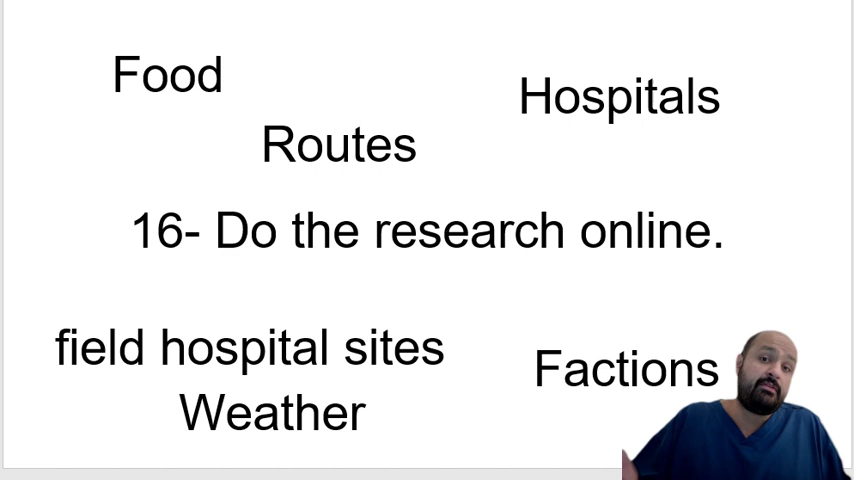 Food
Hospitals
Routes
16- Do the research online.
field hospital sites
Factions
Weather